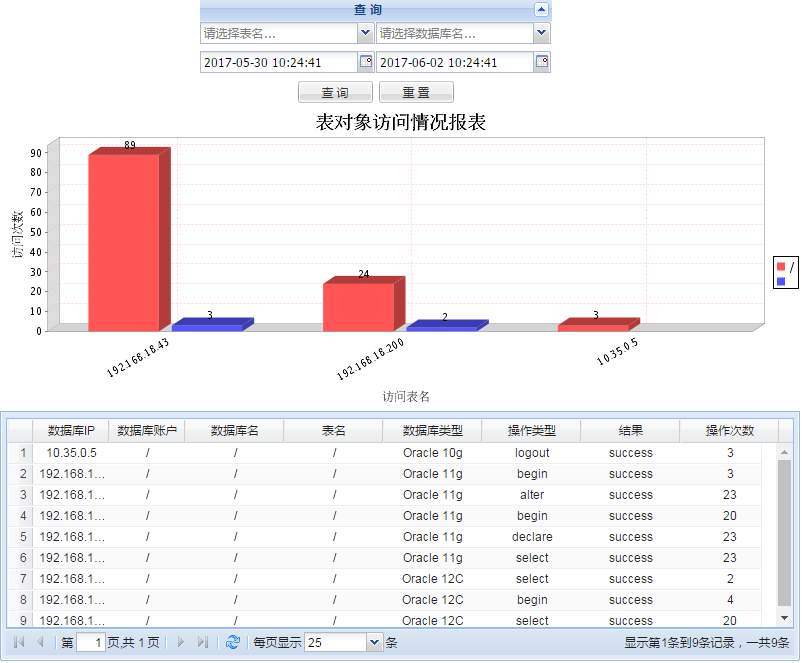 查 询
请选择表名... 请选择数据库名...
2017-05-30 10:24:41 2017-06-02 10:24:41
查 询 重 置
表对象访问情况报表
访问次数
90
80
70
60
50
40
30
20
10
0
89
3
24
2
3
/
192.168.18.43 192.168.18.200 10.35.0.5
访问表名
数据库IP 数据库账户 数据库名 表名 数据库类型 操作类型 结果 操作次数
1 10.35.0.5 / / / Oracle 10g logout success 3
2 192.168.1... / / / Oracle 11g begin success 3
3 192.168.1... / / / Oracle 11g alter success 23
4 192.168.1... / / / Oracle 11g begin success 20
5 192.168.1... / / / Oracle 11g declare success 23
6 192.168.1... / / / Oracle 11g select success 23
7 192.168.1... / / / Oracle 12C select success 2
8 192.168.1... / / / Oracle 12C begin success 4
9 192.168.1... / / / Oracle 12C select success 20
第 1 页,共 1 页 每页显示 25 条 显示第1条到9条记录，一共9条